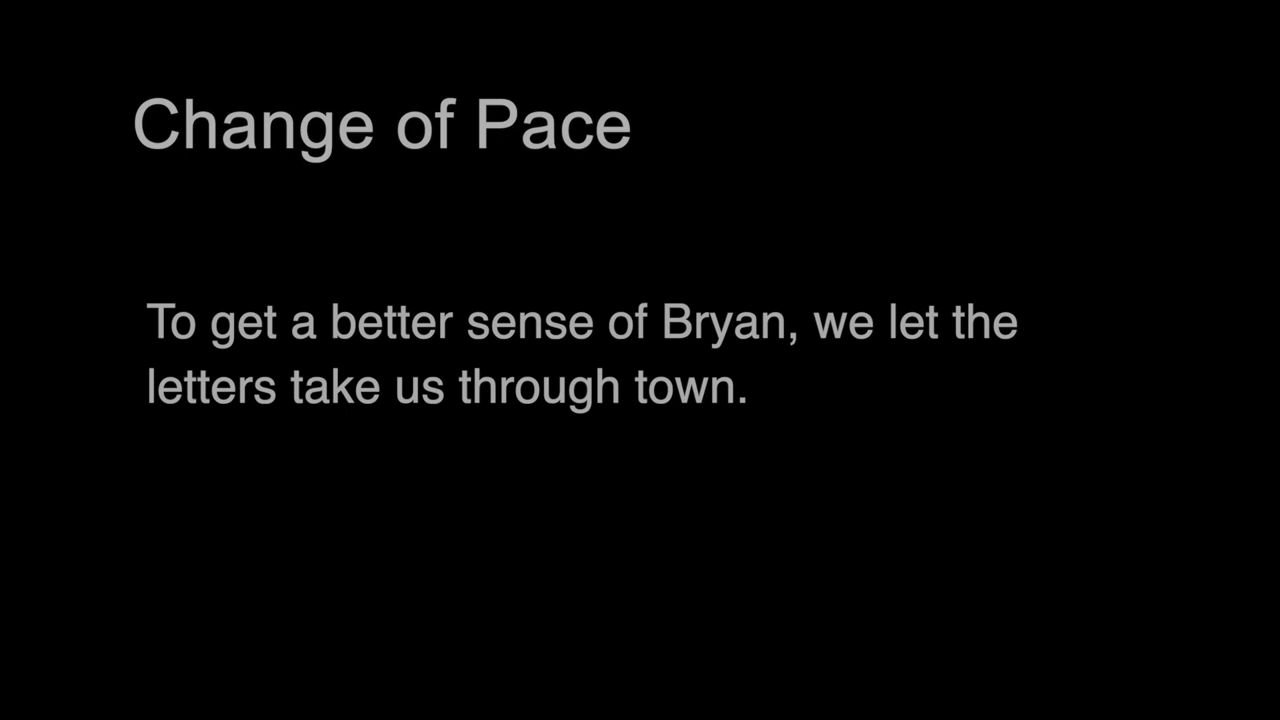 Change of Pace
To get a better sense of Bryan, we let the
letters take us through town.